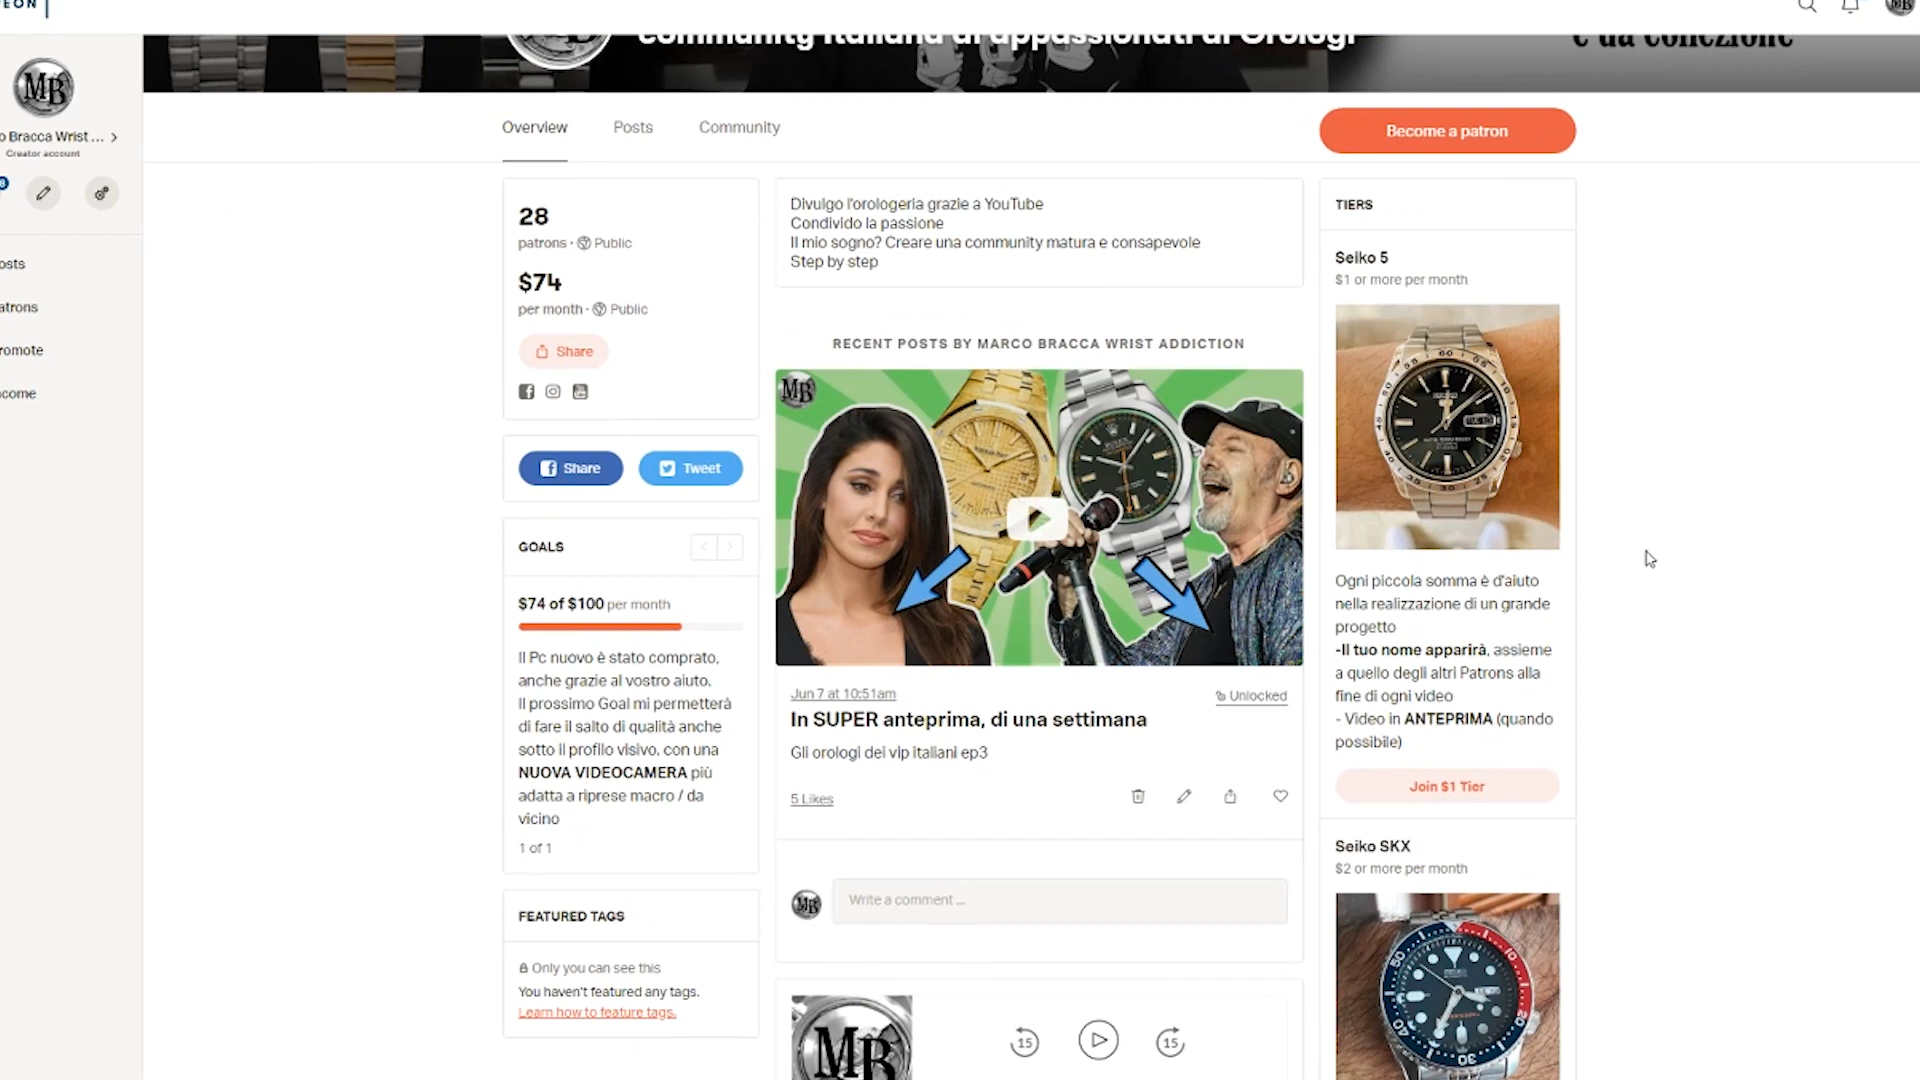 EON
community italiana di appassionati di Orologi
e da collezione
MB
o Bracca Wrist ...
Creator account
8
osts
atrons
romote
ncome
Overview
Posts
Community
Become a patron
28
patrons · Public
$74
per month · Public
Share
Share
Tweet
GOALS
$74 of $100 per month
Il Pc nuovo è stato comprato,
anche grazie al vostro aiuto.
Il prossimo Goal mi permetterà
di fare il salto di qualità anche
sotto il profilo visivo, con una
NUOVA VIDEOCAMERA più
adatta a riprese macro / da
vicino
1 of 1
FEATURED TAGS
Only you can see this
You haven't featured any tags.
Learn how to feature tags.
Divulgo l'orologeria grazie a YouTube
Condivido la passione
Il mio sogno? Creare una community matura e consapevole
Step by step
RECENT POSTS BY MARCO BRACCA WRIST ADDICTION
MB
Jun 7 at 10:51am
Unlocked
In SUPER anteprima, di una settimana
Gli orologi dei vip italiani ep3
5 Likes
MB
Write a comment ...
MB
15
15
TIERS
Seiko 5
$1 or more per month
SEIKO
Ogni piccola somma è d'aiuto
nella realizzazione di un grande
progetto
-Il tuo nome apparirà, assieme
a quello degli altri Patrons alla
fine di ogni video
- Video in ANTEPRIMA (quando
possibile)
Join $1 Tier
Seiko SKX
$2 or more per month